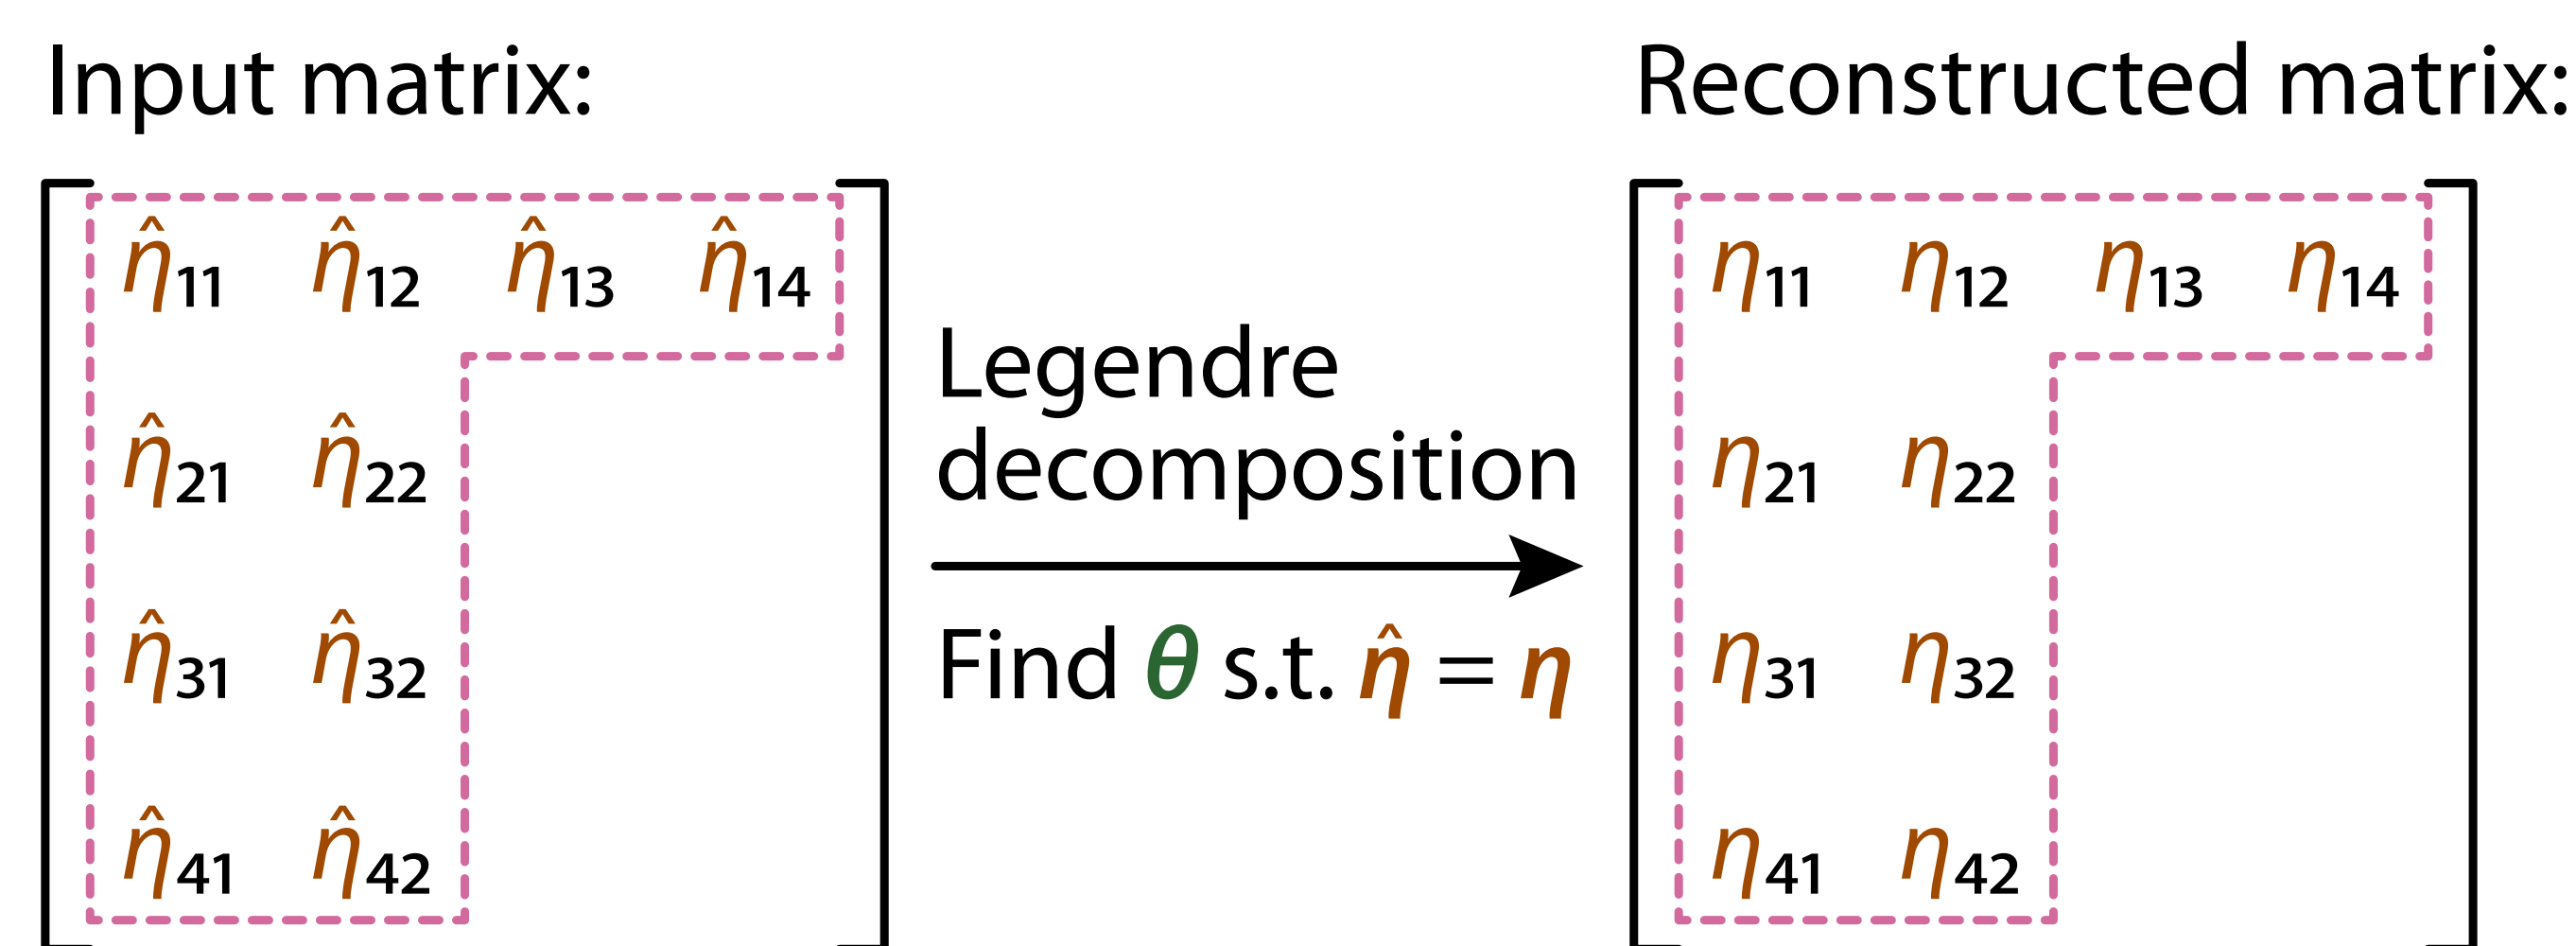 Input matrix:
η̂11 η̂12 η̂13 η̂14
η̂21 η̂22
η̂31 η̂32
η̂41 η̂42
Legendre
decomposition
Find θ s.t. η̂ = η
Reconstructed matrix:
η11 η12 η13 η14
η21 η22
η31 η32
η41 η42